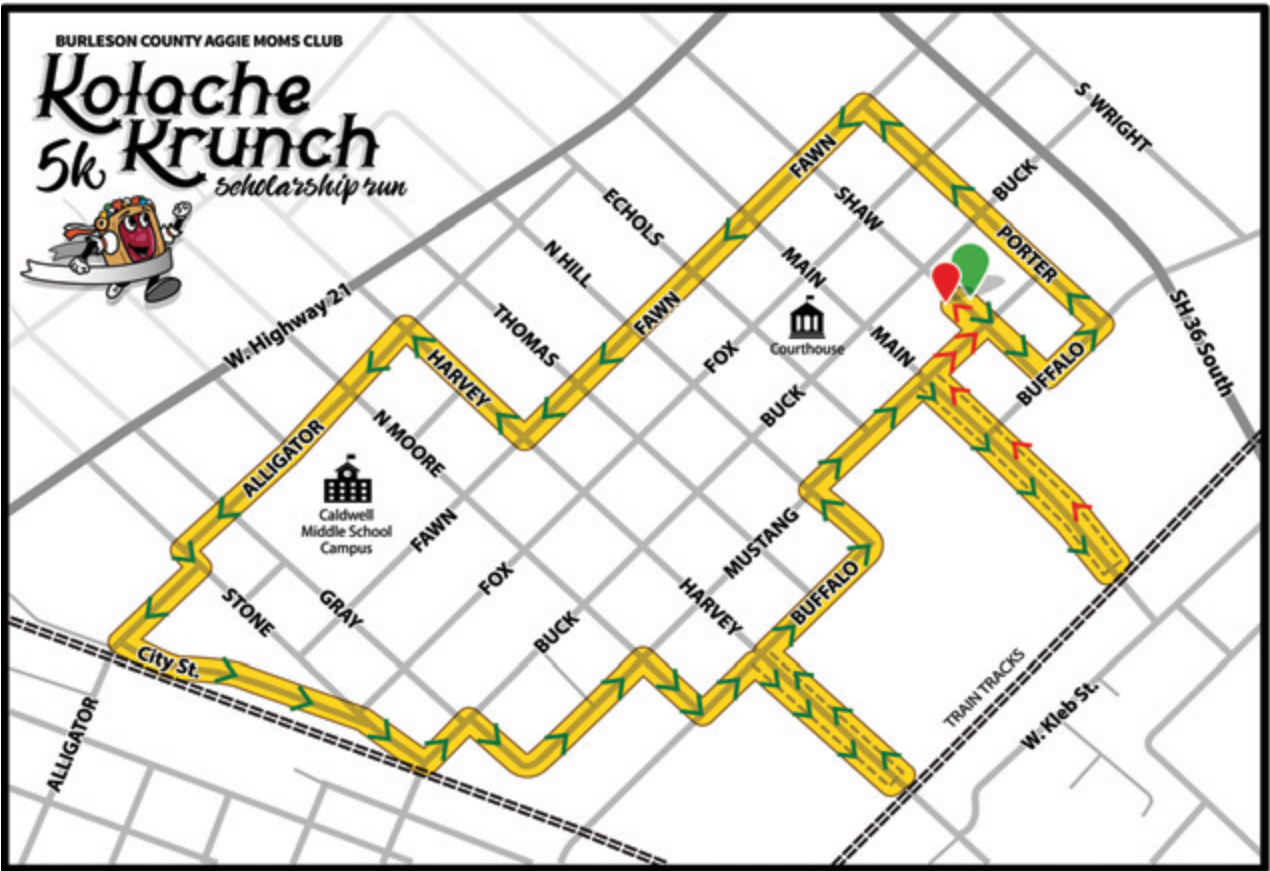 BURLESON COUNTY AGGIE MOMS CLUB
Kolache
5k Krunch
scholarship run
S WRIGHT
FAWN
BUCK
ECHOLS
SHAW
PORTER
N HILL
MAIN
W. Highway 21
FAWN
SH 36 South
THOMAS
Courthouse
MAIN
FOX
HARVEY
BUFFALO
BUCK
N MOORE
ALLIGATOR
Caldwell
Middle School
Campus
FAWN
MUSTANG
FOX
BUFFALO
HARVEY
STONE
GRAY
BUCK
City St.
TRAIN TRACKS
W. Kleb St.
ALLIGATOR